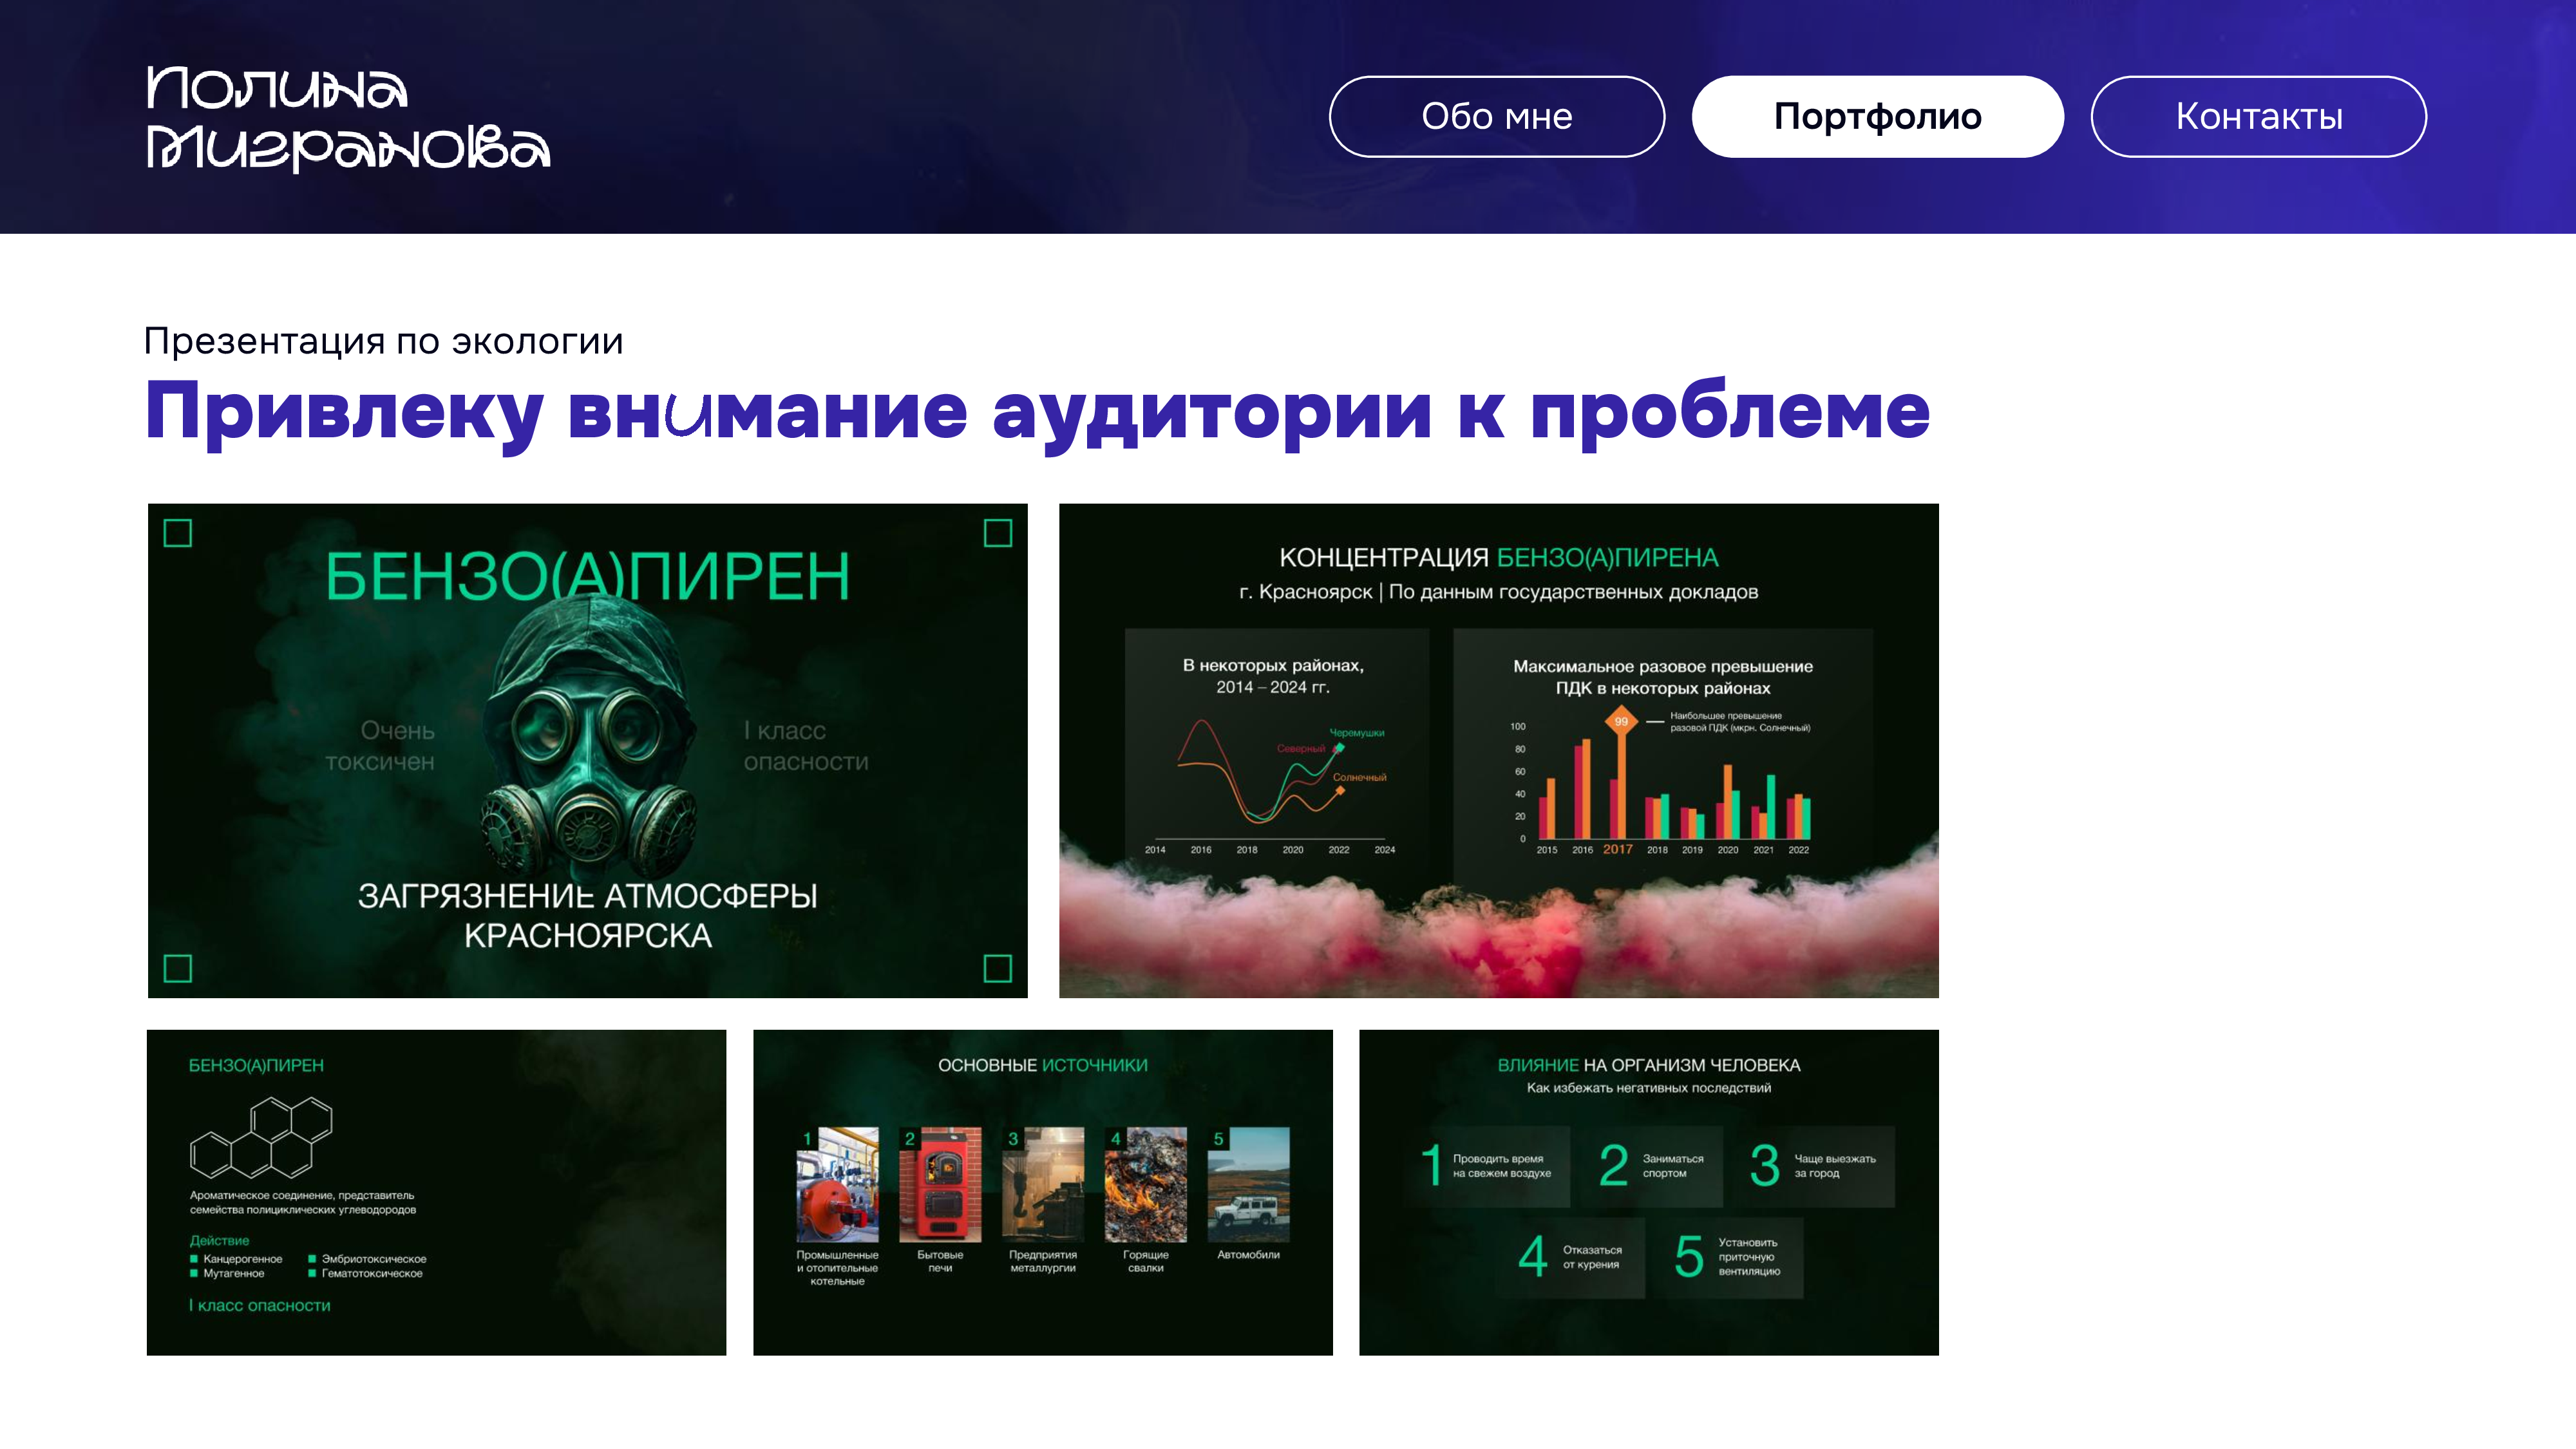 Полина
Мигранова
Обо мне
Портфолио
Контакты
Презентация по экологии
Привлеку внимание аудитории к проблеме
БЕНЗО(А)ПИРЕН
Очень
токсичен
I класс
опасности
ЗАГРЯЗНЕНИЕ АТМОСФЕРЫ
КРАСНОЯРСКА
КОНЦЕНТРАЦИЯ БЕНЗО(А)ПИРЕНА
г. Красноярск | По данным государственных докладов
В некоторых районах,
2014 – 2024 гг.
Черемушки
Северный
Солнечный
2014 2016 2018 2020 2022 2024
Максимальное разовое превышение
ПДК в некоторых районах
99
Наибольшее превышение
разовой ПДК (мкрн. Солнечный)
100
80
60
40
20
0
2015 2016 2017 2018 2019 2020 2021 2022
БЕНЗО(А)ПИРЕН
Ароматическое соединение, представитель
семейства полициклических углеводородов
Действие
Канцерогенное
Эмбриотоксическое
Мутагенное
Гематотоксическое
I класс опасности
ОСНОВНЫЕ ИСТОЧНИКИ
1
Промышленные
и отопительные
котельные
2
Бытовые
печи
3
Предприятия
металлургии
4
Горящие
свалки
5
Автомобили
ВЛИЯНИЕ НА ОРГАНИЗМ ЧЕЛОВЕКА
Как избежать негативных последствий
1
Проводить время
на свежем воздухе
2
Заниматься
спортом
3
Чаще выезжать
за город
4
Отказаться
от курения
5
Установить
приточную
вентиляцию